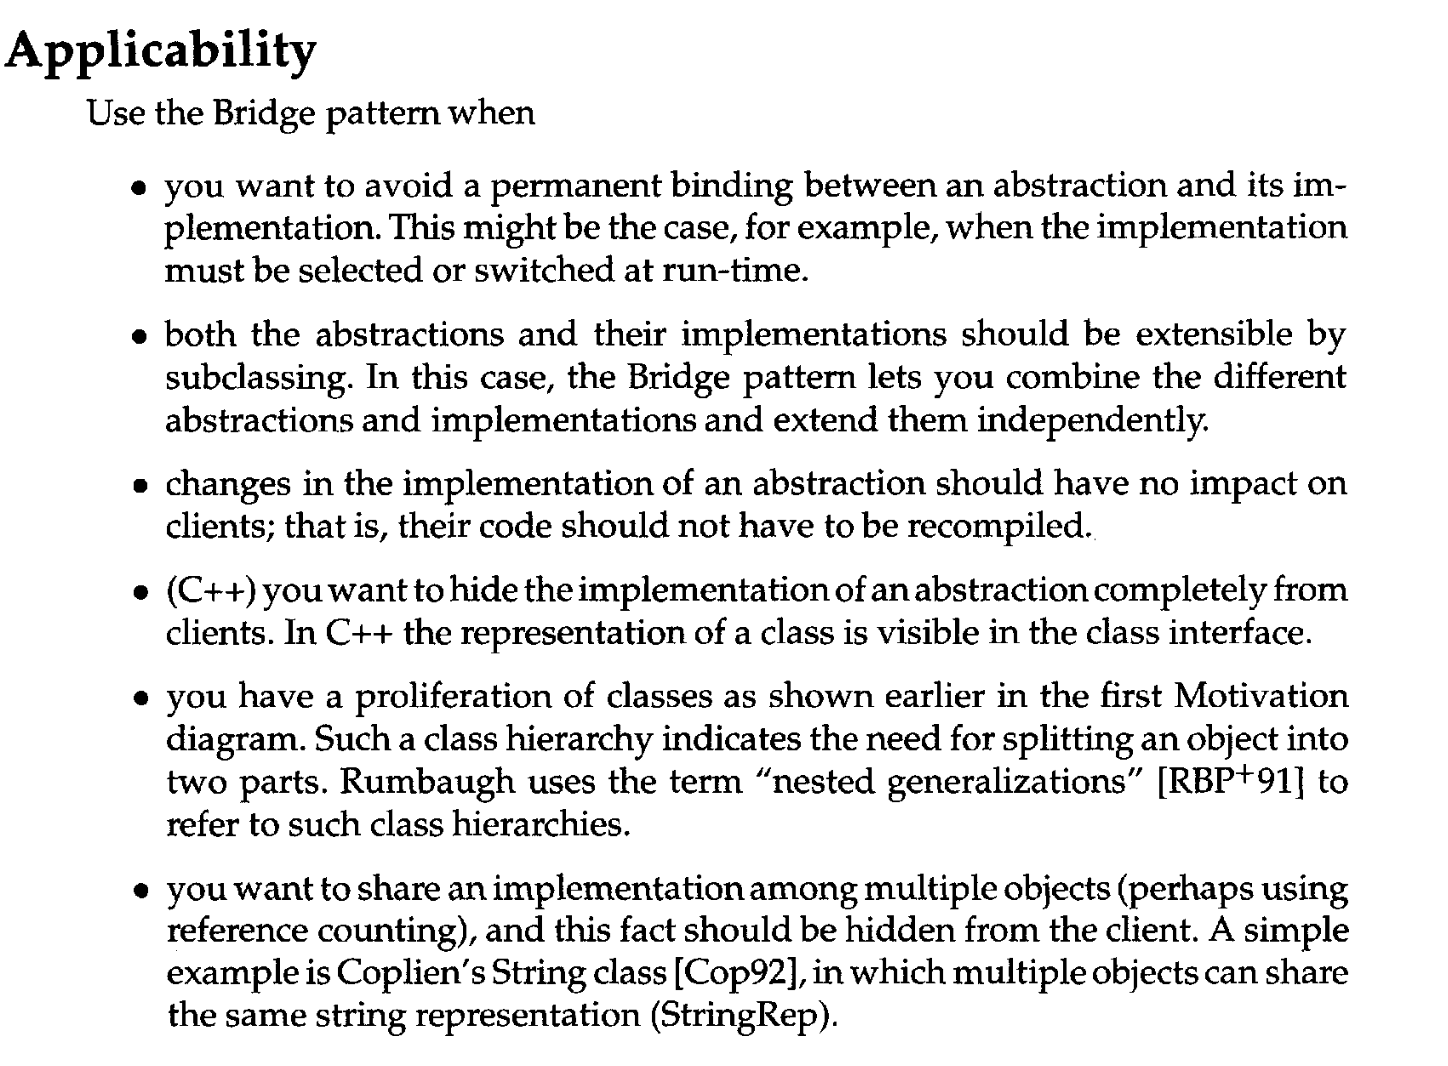 Applicability
Use the Bridge pattern when
• you want to avoid a permanent binding between an abstraction and its im-
plementation. This might be the case, for example, when the implementation
must be selected or switched at run-time.
• both the abstractions and their implementations should be extensible by
subclassing. In this case, the Bridge pattern lets you combine the different
abstractions and implementations and extend them independently.
• changes in the implementation of an abstraction should have no impact on
clients; that is, their code should not have to be recompiled.
• (C++) you want to hide the implementation of an abstraction completely from
clients. In C++ the representation of a class is visible in the class interface.
• you have a proliferation of classes as shown earlier in the first Motivation
diagram. Such a class hierarchy indicates the need for splitting an object into
two parts. Rumbaugh uses the term "nested generalizations" [RBP+91] to
refer to such class hierarchies.
• you want to share an implementation among multiple objects (perhaps using
reference counting), and this fact should be hidden from the client. A simple
example is Coplien's String class [Cop92], in which multiple objects can share
the same string representation (StringRep).